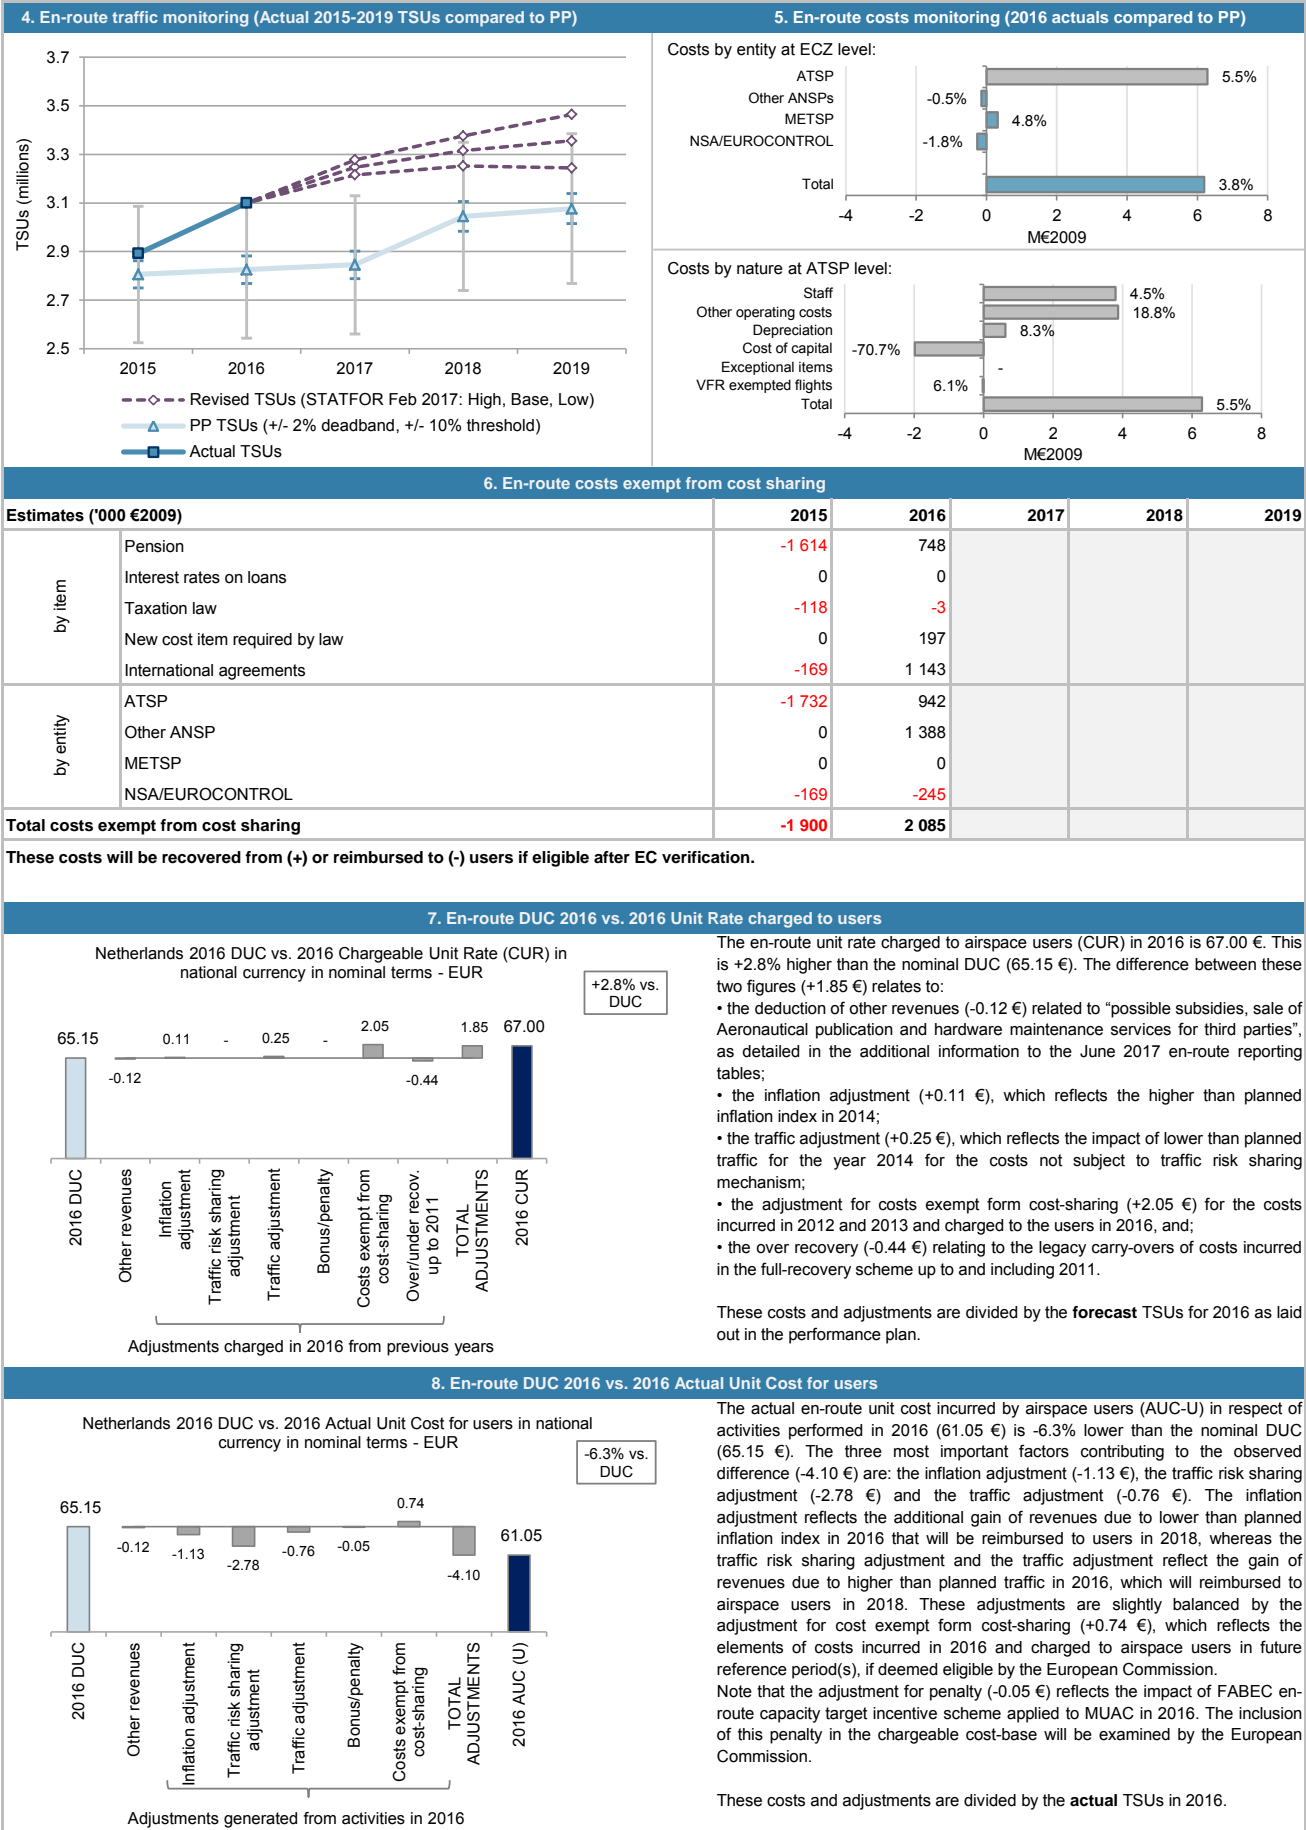 4. En-route traffic monitoring (Actual 2015-2019 TSUs compared to PP)
3.7
3.5
3.3
3.1
2.9
2.7
2.5
TSUs (millions)
2015 2016 2017 2018 2019
Revised TSUs (STATFOR Feb 2017: High, Base, Low)
PP TSUs (+/- 2% deadband, +/- 10% threshold)
Actual TSUs
5. En-route costs monitoring (2016 actuals compared to PP)
Costs by entity at ECZ level:
ATSP 5.5%
Other ANSPs -0.5%
METSP 4.8%
NSA/EUROCONTROL -1.8%
Total 3.8%
-4 -2 0 2 4 6 8
M€2009
Costs by nature at ATSP level:
Staff 4.5%
Other operating costs 18.8%
Depreciation 8.3%
Cost of capital -70.7%
Exceptional items -
VFR exempted flights 6.1%
Total 5.5%
-4 -2 0 2 4 6 8
M€2009
6. En-route costs exempt from cost sharing
Estimates ('000 €2009) 2015 2016 2017 2018 2019
by item
Pension -1 614 748
Interest rates on loans 0 0
Taxation law -118 -3
New cost item required by law 0 197
International agreements -169 1 143
by entity
ATSP -1 732 942
Other ANSP 0 1 388
METSP 0 0
NSA/EUROCONTROL -169 -245
Total costs exempt from cost sharing -1 900 2 085
These costs will be recovered from (+) or reimbursed to (-) users if eligible after EC verification.
7. En-route DUC 2016 vs. 2016 Unit Rate charged to users
Netherlands 2016 DUC vs. 2016 Chargeable Unit Rate (CUR) in
national currency in nominal terms - EUR
+2.8% vs.
DUC
65.15 -0.12 0.11 - 0.25 - 2.05 -0.44 1.85 67.00
2016 DUC
Other revenues
Inflation
adjustment
Traffic risk sharing
adjustment
Traffic adjustment
Bonus/penalty
Costs exempt from
cost-sharing
Over/under recov.
up to 2011
TOTAL
ADJUSTMENTS
2016 CUR
Adjustments charged in 2016 from previous years
The en-route unit rate charged to airspace users (CUR) in 2016 is 67.00 €. This
is +2.8% higher than the nominal DUC (65.15 €). The difference between these
two figures (+1.85 €) relates to:
• the deduction of other revenues (-0.12 €) related to “possible subsidies, sale of
Aeronautical publication and hardware maintenance services for third parties”,
as detailed in the additional information to the June 2017 en-route reporting
tables;
• the inflation adjustment (+0.11 €), which reflects the higher than planned
inflation index in 2014;
• the traffic adjustment (+0.25 €), which reflects the impact of lower than planned
traffic for the year 2014 for the costs not subject to traffic risk sharing
mechanism;
• the adjustment for costs exempt form cost-sharing (+2.05 €) for the costs
incurred in 2012 and 2013 and charged to the users in 2016, and;
• the over recovery (-0.44 €) relating to the legacy carry-overs of costs incurred
in the full-recovery scheme up to and including 2011.
These costs and adjustments are divided by the forecast TSUs for 2016 as laid
out in the performance plan.
8. En-route DUC 2016 vs. 2016 Actual Unit Cost for users
Netherlands 2016 DUC vs. 2016 Actual Unit Cost for users in national
currency in nominal terms - EUR
-6.3% vs.
DUC
65.15 -0.12 -1.13 -2.78 -0.76 -0.05 0.74 -4.10 61.05
2016 DUC
Other revenues
Inflation adjustment
Traffic risk sharing
adjustment
Traffic adjustment
Bonus/penalty
Costs exempt from
cost-sharing
TOTAL
ADJUSTMENTS
2016 AUC (U)
Adjustments generated from activities in 2016
The actual en-route unit cost incurred by airspace users (AUC-U) in respect of
activities performed in 2016 (61.05 €) is -6.3% lower than the nominal DUC
(65.15 €). The three most important factors contributing to the observed
difference (-4.10 €) are: the inflation adjustment (-1.13 €), the traffic risk sharing
adjustment (-2.78 €) and the traffic adjustment (-0.76 €). The inflation
adjustment reflects the additional gain of revenues due to lower than planned
inflation index in 2016 that will be reimbursed to users in 2018, whereas the
traffic risk sharing adjustment and the traffic adjustment reflect the gain of
revenues due to higher than planned traffic in 2016, which will reimbursed to
airspace users in 2018. These adjustments are slightly balanced by the
adjustment for cost exempt form cost-sharing (+0.74 €), which reflects the
elements of costs incurred in 2016 and charged to airspace users in future
reference period(s), if deemed eligible by the European Commission.
Note that the adjustment for penalty (-0.05 €) reflects the impact of FABEC en-
route capacity target incentive scheme applied to MUAC in 2016. The inclusion
of this penalty in the chargeable cost-base will be examined by the European
Commission.
These costs and adjustments are divided by the actual TSUs in 2016.